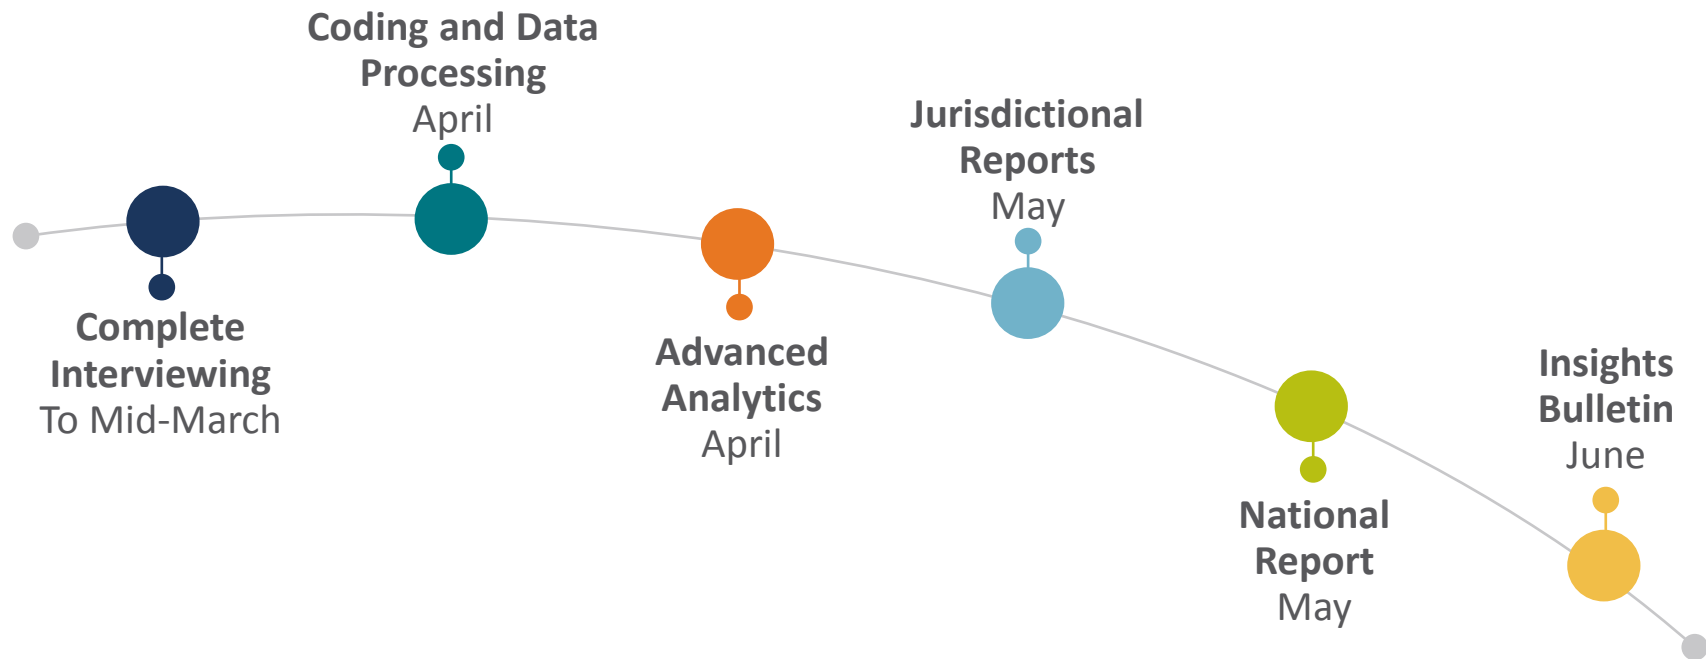 Coding and Data
Processing
April
Jurisdictional
Reports
May
Complete
Interviewing
To Mid-March
Advanced
Analytics
April
Insights
Bulletin
June
National
Report
May